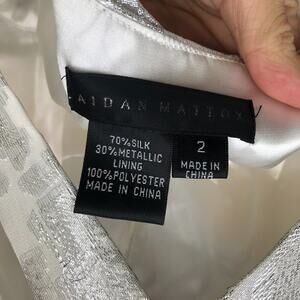 AIDAN MATTOX
70%SILK
30%METALLIC
LINING
100%POLYESTER
MADE IN CHINA
2
MADE IN
CHINA